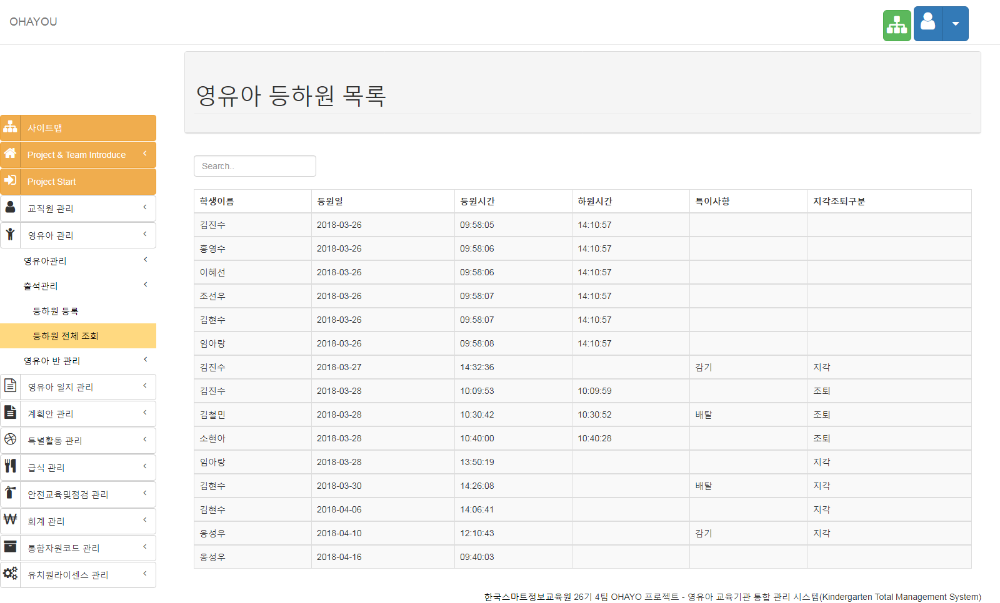 OHAYOU
영유아 등하원 목록
사이트맵
Project & Team Introduce
Project Start
교직원 관리
영유아 관리
영유아관리
출석관리
등하원 등록
등하원 전체 조회
영유아 반 관리
영유아 일지 관리
계획안 관리
특별활동 관리
급식 관리
안전교육및점검 관리
회계 관리
통합자원코드 관리
유치원라이센스 관리
Search..
학생이름 등원일 등원시간 하원시간 특이사항 지각조퇴구분
김진수 2018-03-26 09:58:05 14:10:57
홍영수 2018-03-26 09:58:06 14:10:57
이혜선 2018-03-26 09:58:06 14:10:57
조선우 2018-03-26 09:58:07 14:10:57
김현수 2018-03-26 09:58:07 14:10:57
임아랑 2018-03-26 09:58:08 14:10:57
김진수 2018-03-27 14:32:36 감기 지각
김진수 2018-03-28 10:09:53 10:09:59 조퇴
김철민 2018-03-28 10:30:42 10:30:52 배탈 조퇴
소현아 2018-03-28 10:40:00 10:40:28 조퇴
임아랑 2018-03-28 13:50:19 지각
김현수 2018-03-30 14:26:08 배탈 지각
김현수 2018-04-06 14:06:41 지각
옹성우 2018-04-10 12:10:43 감기 지각
옹성우 2018-04-16 09:40:03
한국스마트정보교육원 26기 4팀 OHAYO 프로젝트 - 영유아 교육기관 통합 관리 시스템(Kindergarten Total Management System)